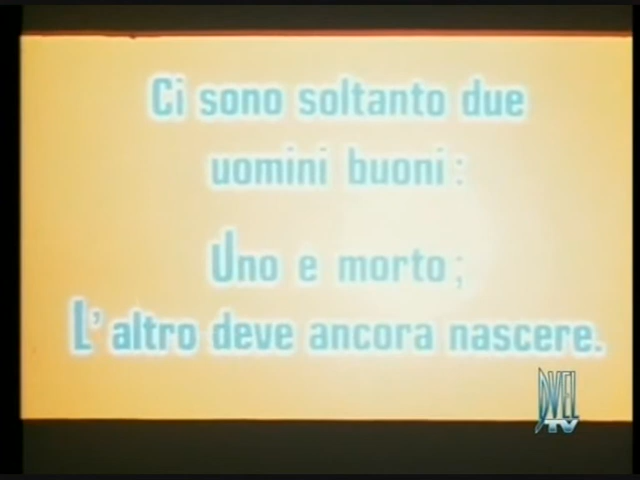 Ci sono soltanto due
uomini buoni:
Uno e morto;
L'altro deve ancora nascere.
DVEL
TV